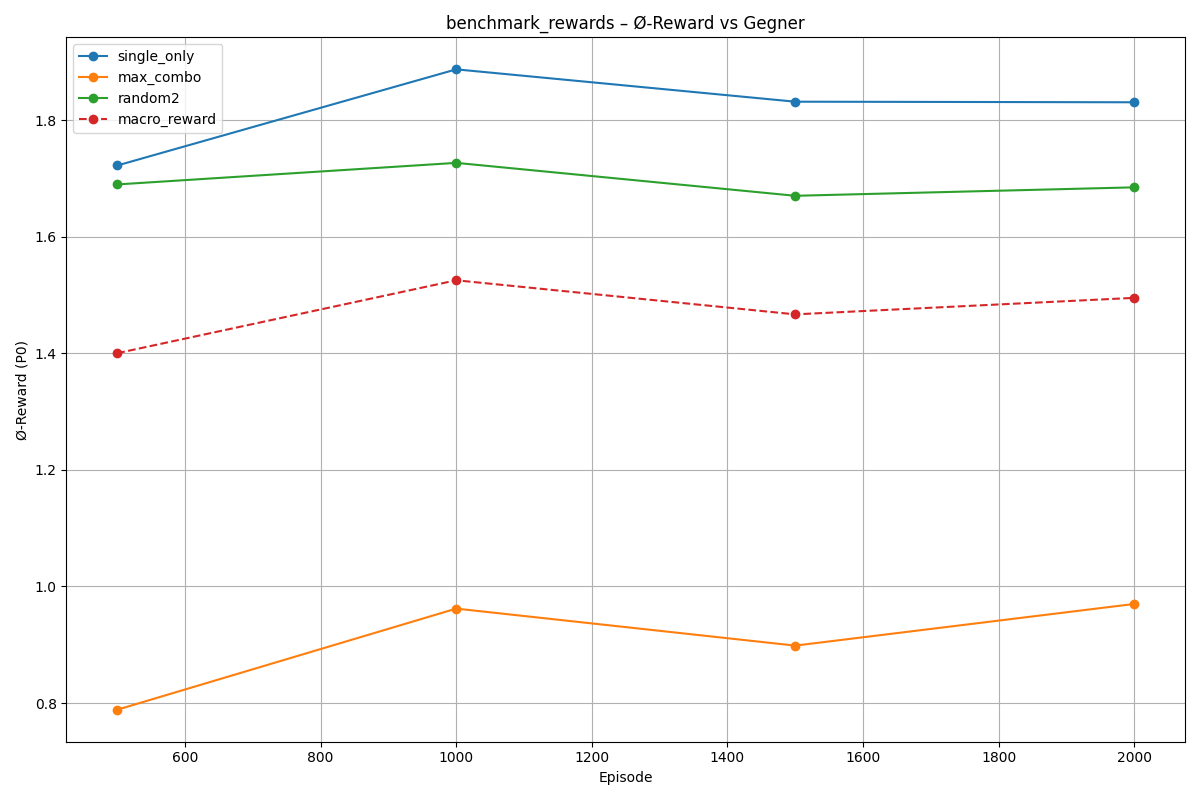 benchmark_rewards – Ø-Reward vs Gegner
single_only
max_combo
random2
macro_reward
Ø-Reward (P0)
1.8
1.6
1.4
1.2
1.0
0.8
600 800 1000 1200 1400 1600 1800 2000
Episode